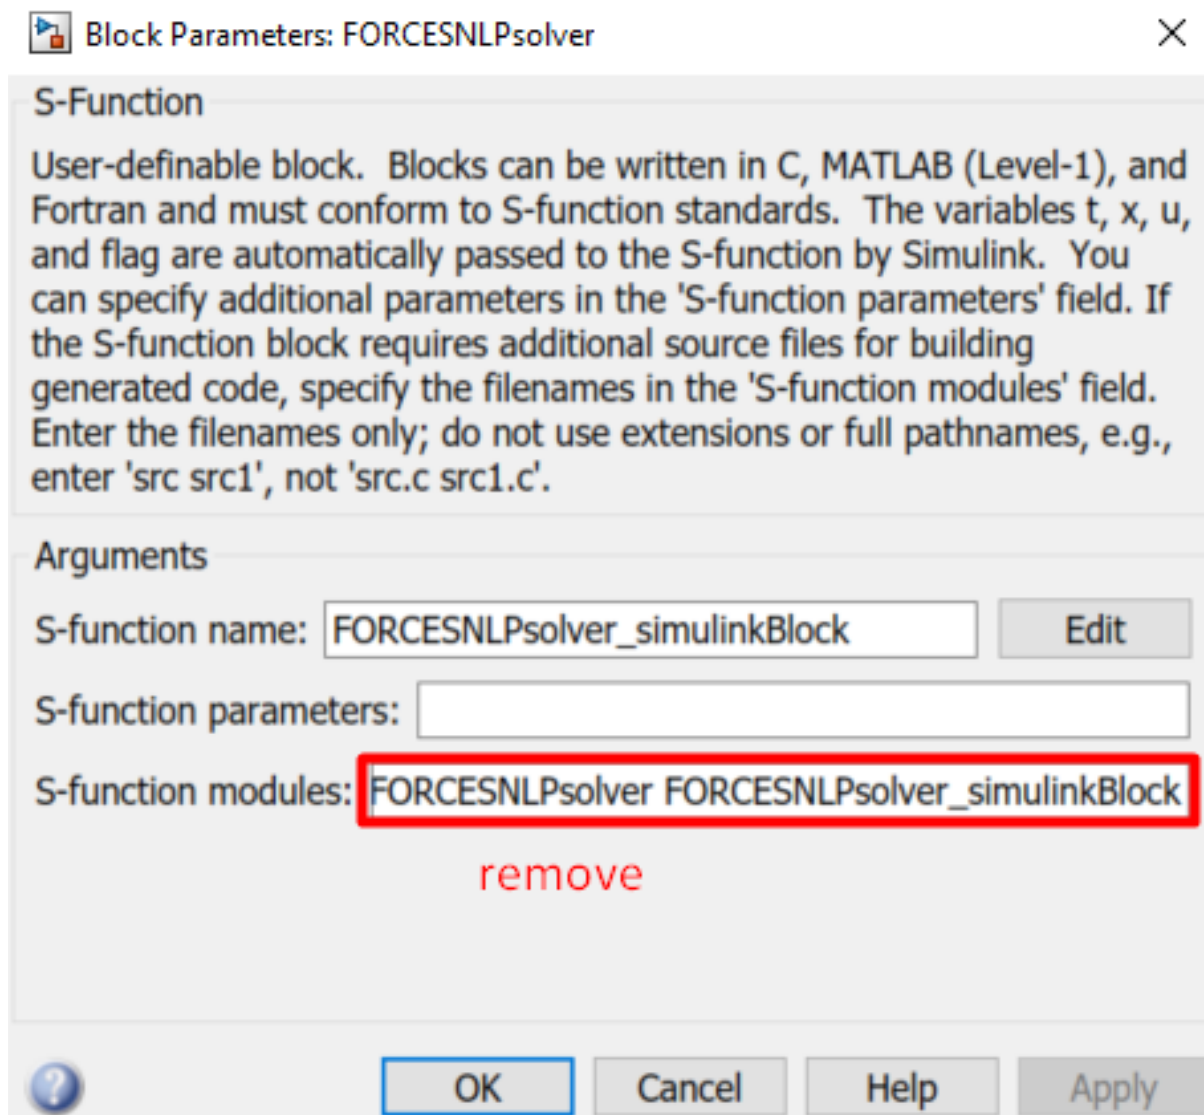 Block Parameters: FORCESNLPsolver
S-Function
User-definable block.  Blocks can be written in C, MATLAB (Level-1), and
Fortran and must conform to S-function standards.  The variables t, x, u,
and flag are automatically passed to the S-function by Simulink.  You
can specify additional parameters in the 'S-function parameters' field. If
the S-function block requires additional source files for building
generated code, specify the filenames in the 'S-function modules' field.
Enter the filenames only; do not use extensions or full pathnames, e.g.,
enter 'src src1', not 'src.c src1.c'.
Arguments
S-function name: FORCESNLPsolver_simulinkBlock Edit
S-function parameters:
S-function modules: FORCESNLPsolver FORCESNLPsolver_simulinkBlock
remove
? OK Cancel Help Apply